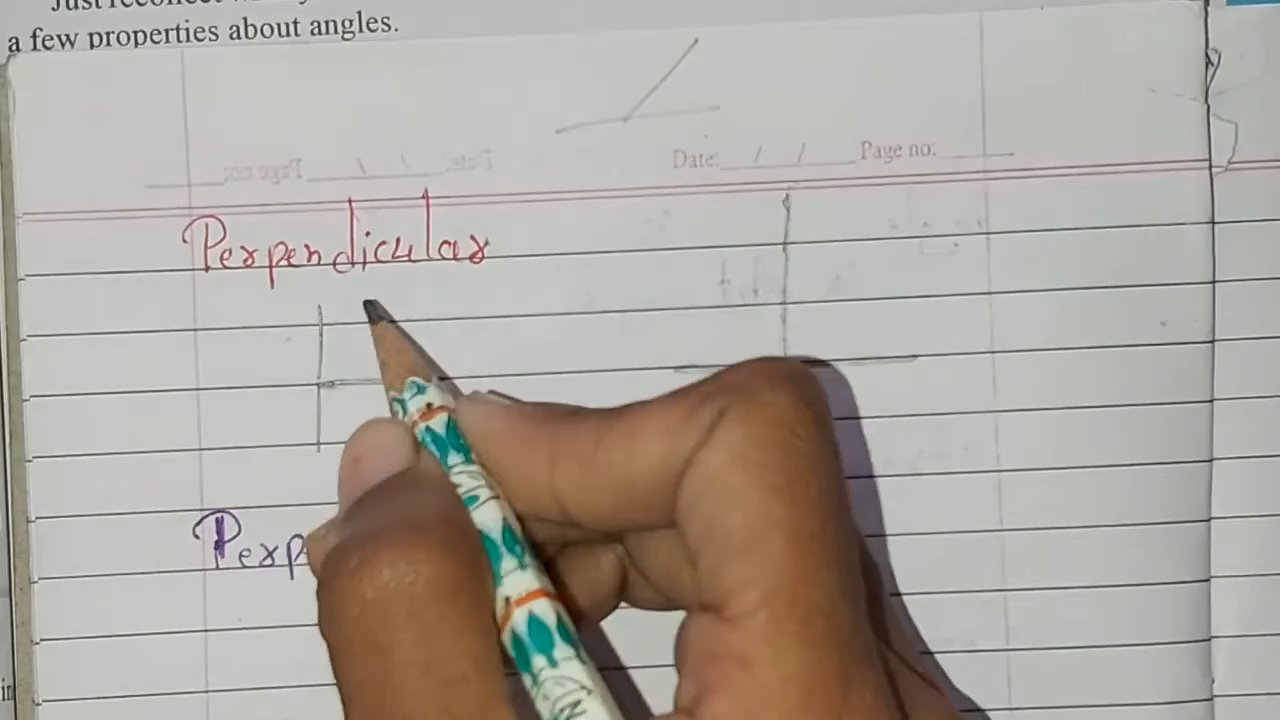 a few properties about angles.
Date: / / Page no:
Perpendicular
Perp